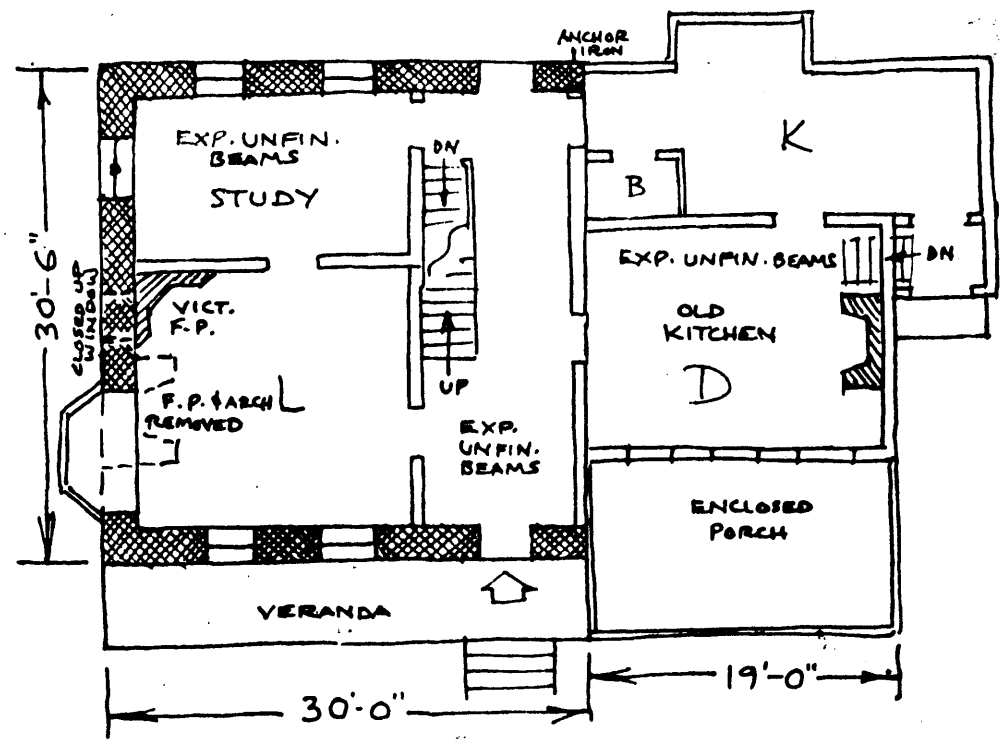 ANCHOR
IRON
EXP. UNFIN.
BEAMS
STUDY
DN
K
B
EXP. UNFIN. BEAMS
DN
OLD
KITCHEN
D
30'-6"
CLOSED UP
WINDOW
VICT.
F.P.
F.P. & ARCH
REMOVED
L
UP
EXP.
UNFIN.
BEAMS
ENCLOSED
PORCH
VERANDA
19'-0"
30'-0"